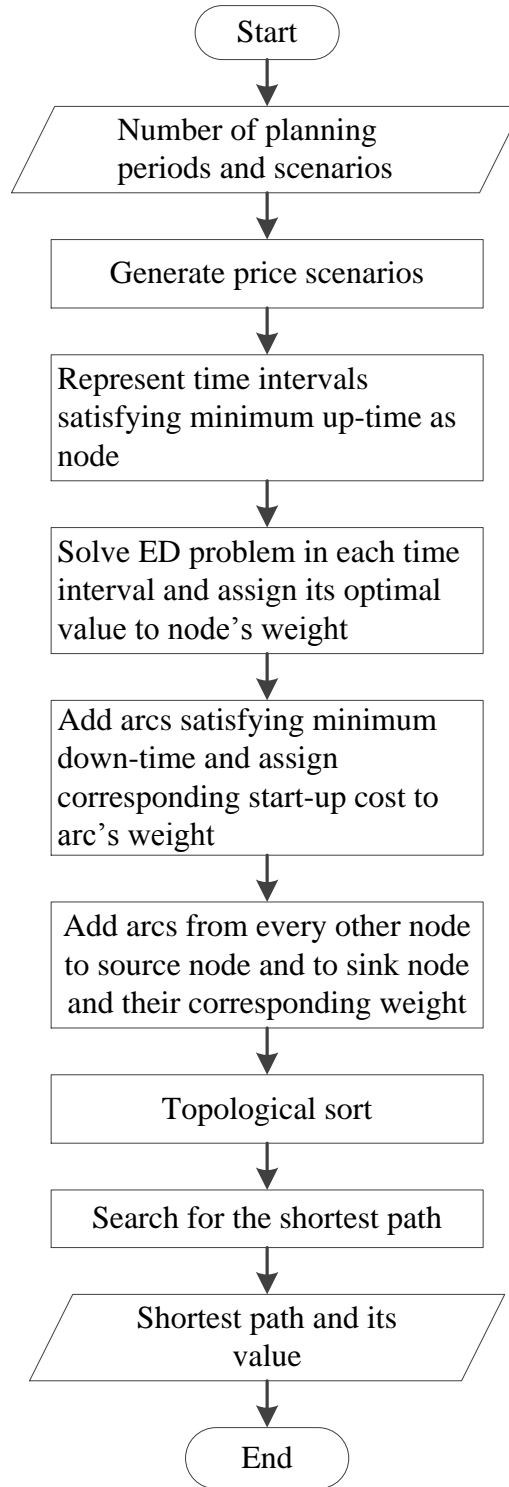 Start
Number of planning
periods and scenarios
Generate price scenarios
Represent time intervals
satisfying minimum up-time as
node
Solve ED problem in each time
interval and assign its optimal
value to node’s weight
Add arcs satisfying minimum
down-time and assign
corresponding start-up cost to
arc’s weight
Add arcs from every other node
to source node and to sink node
and their corresponding weight
Topological sort
Search for the shortest path
Shortest path and its
value
End